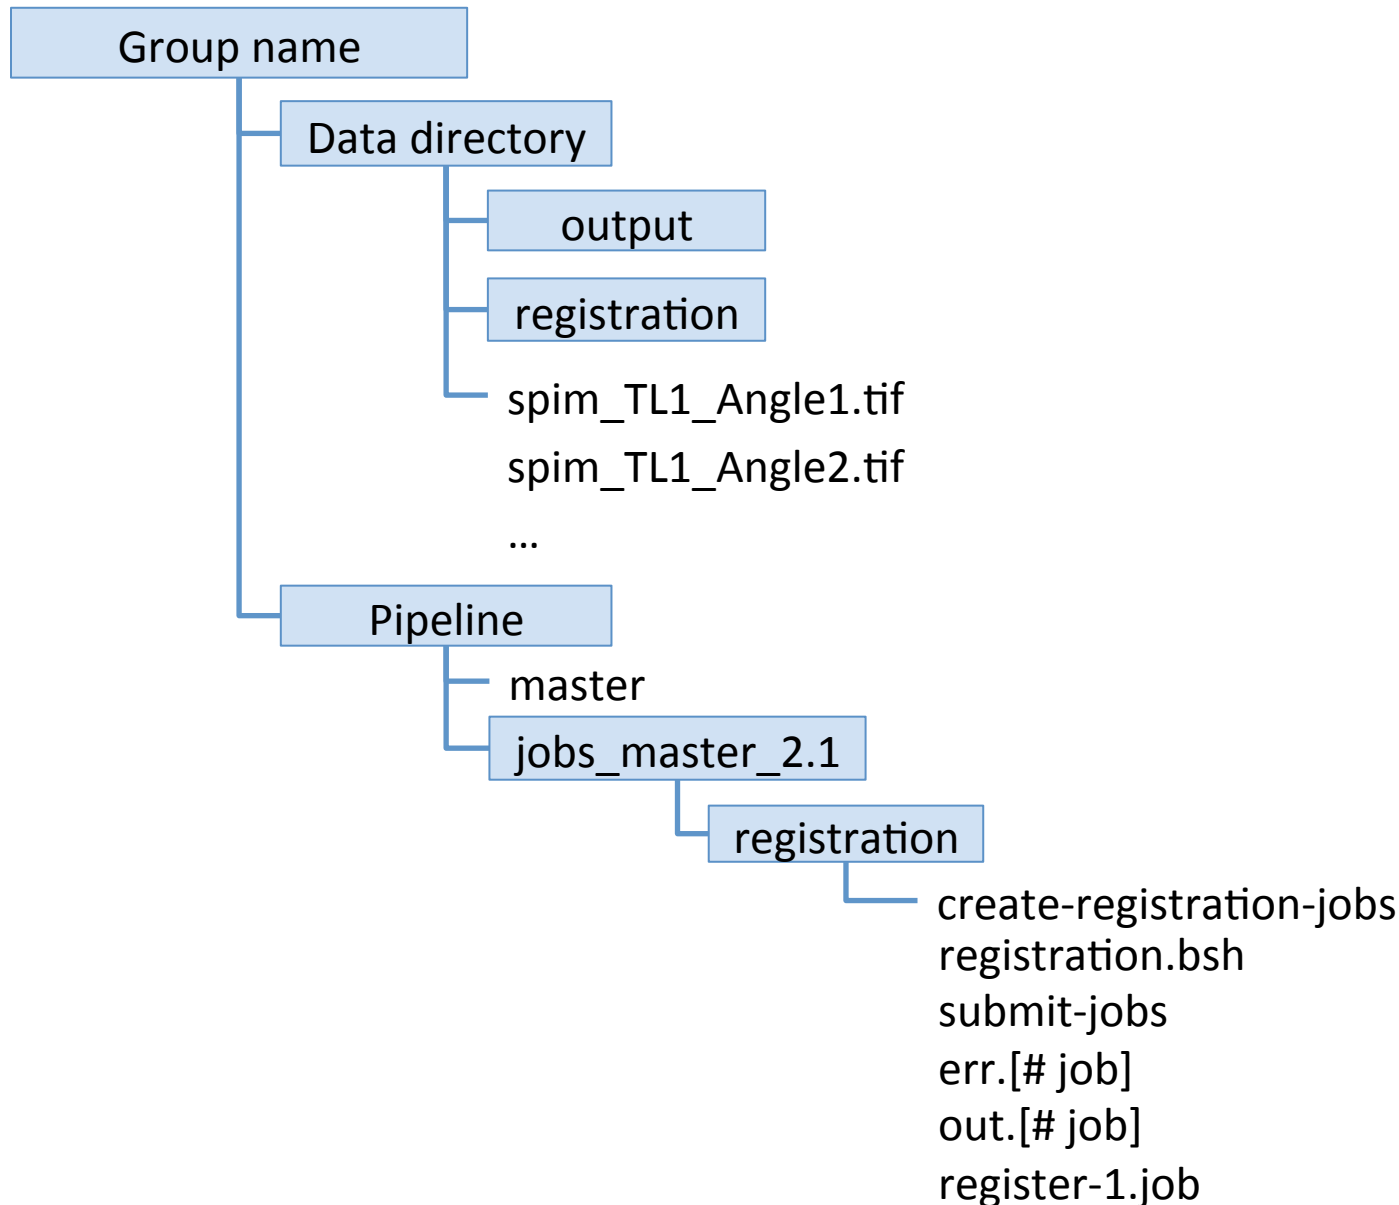 Group name
Data directory
output
registration
spim_TL1_Angle1.tif
spim_TL1_Angle2.tif
...
Pipeline
master
jobs_master_2.1
registration
create-registration-jobs
registration.bsh
submit-jobs
err.[# job]
out.[# job]
register-1.job